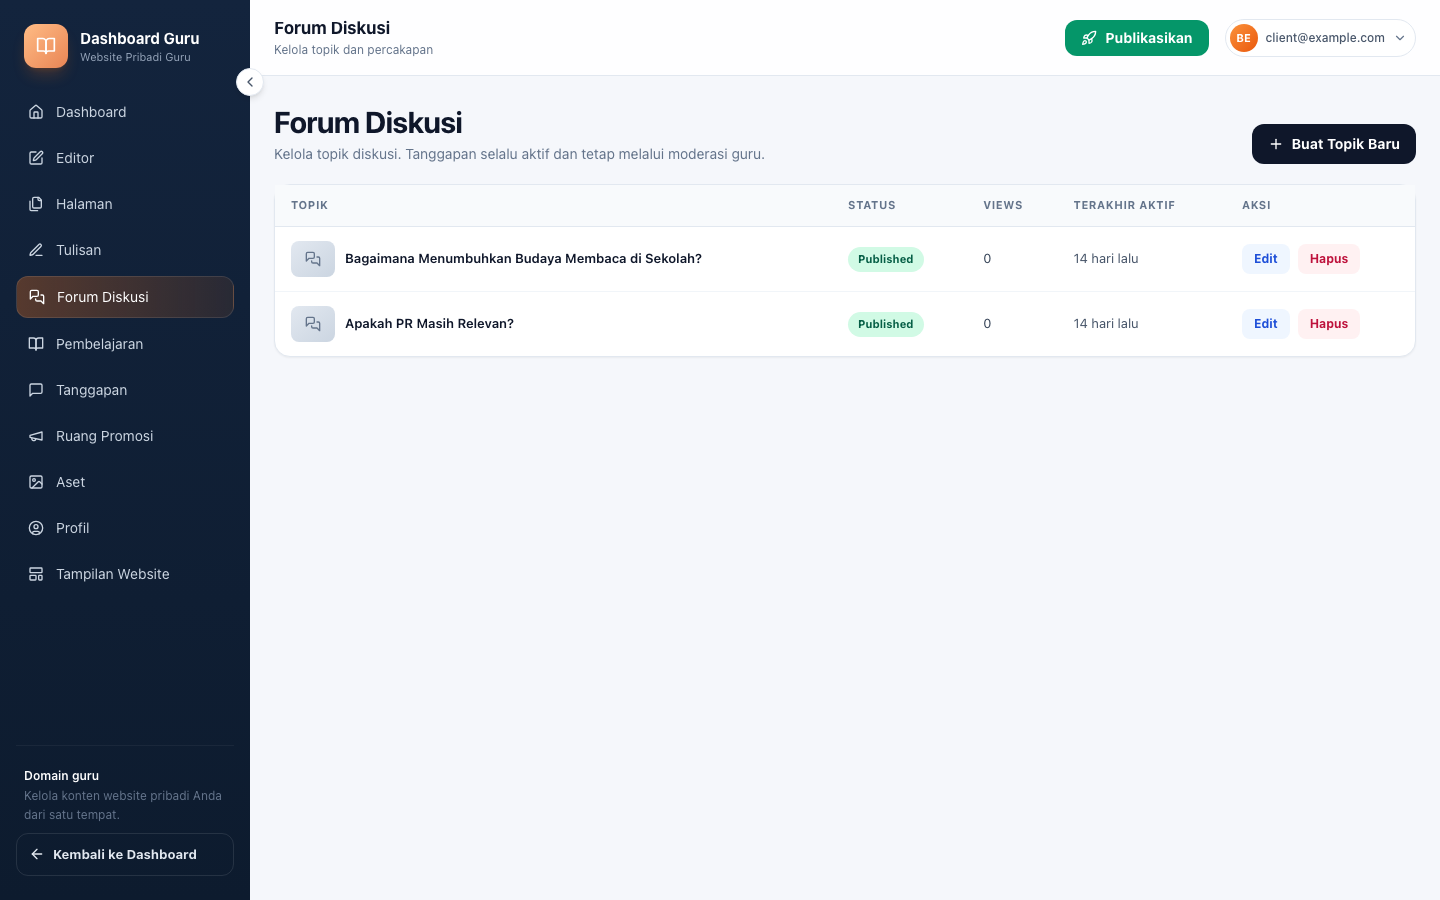 Dashboard Guru
Website Pribadi Guru
Dashboard
Editor
Halaman
Tulisan
Forum Diskusi
Pembelajaran
Tanggapan
Ruang Promosi
Aset
Profil
Tampilan Website
Domain guru
Kelola konten website pribadi Anda
dari satu tempat.
Kembali ke Dashboard
Forum Diskusi
Kelola topik dan percakapan
Publikasikan
BE
client@example.com
Forum Diskusi
Kelola topik diskusi. Tanggapan selalu aktif dan tetap melalui moderasi guru.
Buat Topik Baru
TOPIK STATUS VIEWS TERAKHIR AKTIF AKSI
Bagaimana Menumbuhkan Budaya Membaca di Sekolah? Published 0 14 hari lalu Edit Hapus
Apakah PR Masih Relevan? Published 0 14 hari lalu Edit Hapus